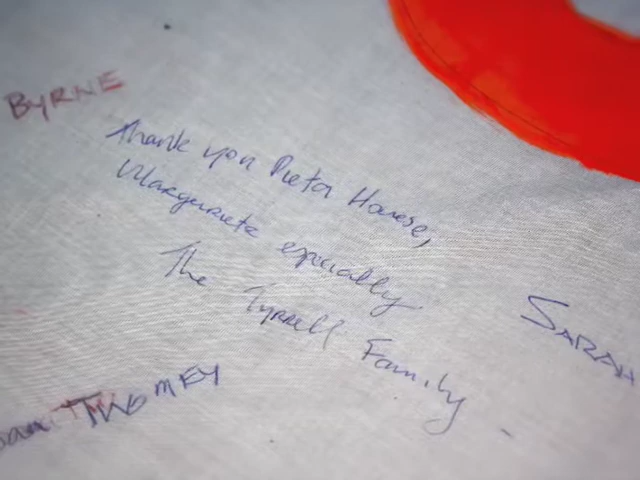 BYRNE
Thank you Pieta House,
Marguerite especially
The Tyrrell Family -
SARAH
TWOMEY